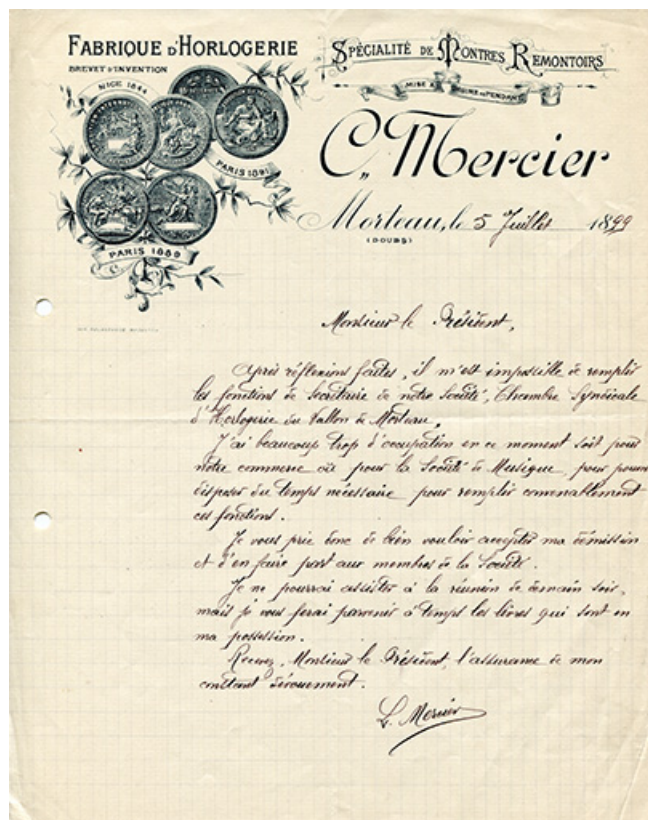 FABRIQUE D'HORLOGERIE
BREVET D'INVENTION
NICE 1844
PARIS 1891
PARIS 1889
SPÉCIALITÉ DE MONTRES REMONTOIRS
MISE À HEURE AU PENDANT
C. Mercier
Morteau, le 5 Juillet 1899
(DOUBS)
Monsieur le Président,
Après réflexions faites, il m'est impossible de remplir
les fonctions de Secrétaire de notre Société, Chambre Syndicale
d'Horlogerie du Vallon de Morteau,
J'ai beaucoup trop d'occupation en ce moment soit pour
notre commerce où pour la Société de Musique, pour pouvoir
disposer du temps nécessaire pour remplir convenablement
ces fonctions.
Je vous prie donc de bien vouloir accepter ma démission
et d'en faire part aux membres de la Société.
Je ne pourrai assister à la réunion de demain soir,
mais je vous ferai parvenir à temps les livres qui sont en
ma possession.
Recevez, Monsieur le Président, l'assurance de mon
constant dévouement.
Mercier